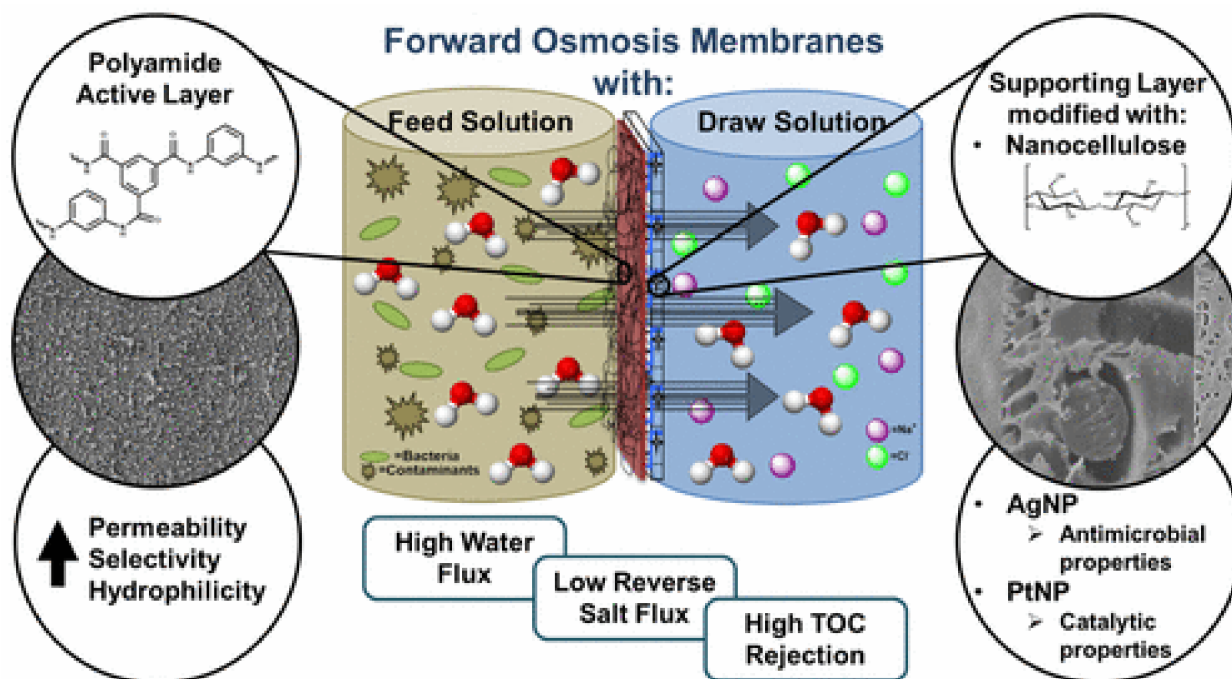 Forward Osmosis Membranes
with:
Polyamide
Active Layer
Feed Solution
Draw Solution
Supporting Layer
modified with:
• Nanocellulose
=Bacteria
=Contaminants
=Na+
=Cl-
Permeability
Selectivity
Hydrophilicity
High Water
Flux
Low Reverse
Salt Flux
High TOC
Rejection
• AgNP
➢ Antimicrobial
properties
• PtNP
➢ Catalytic
properties